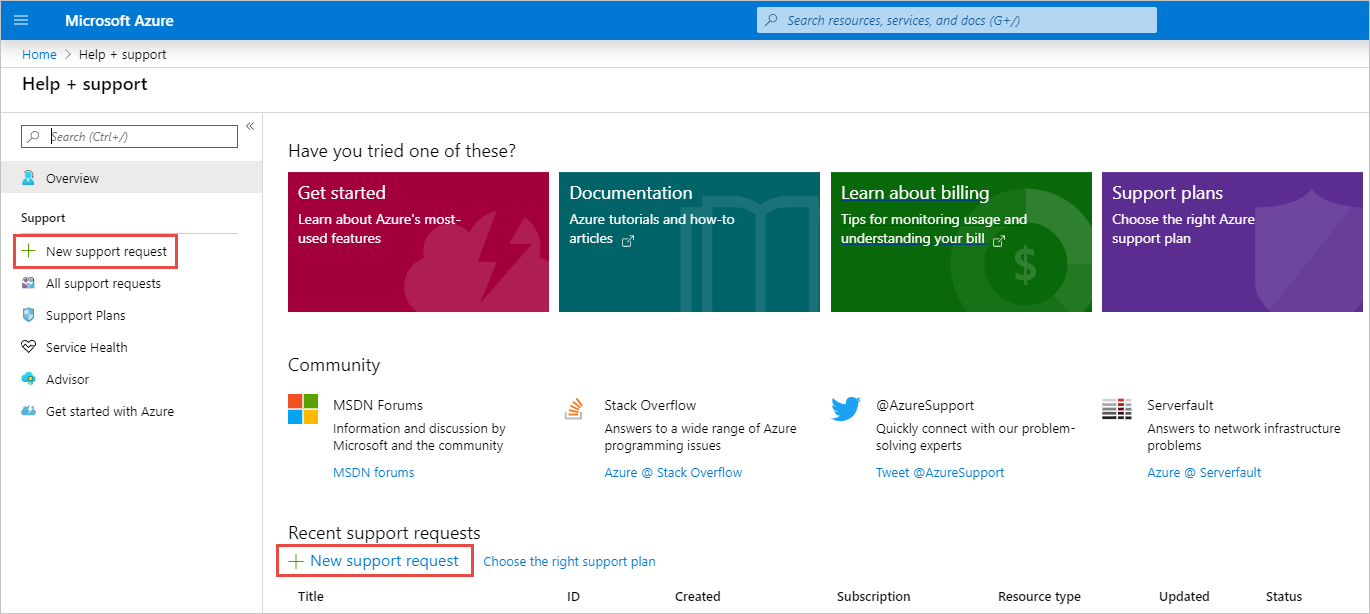 Microsoft Azure
Search resources, services, and docs (G+/)
Home > Help + support
Help + support
Search (Ctrl+/)
«
Overview
Support
New support request
All support requests
Support Plans
Service Health
Advisor
Get started with Azure
Have you tried one of these?
Get started
Learn about Azure's most-
used features
Documentation
Azure tutorials and how-to
articles
Learn about billing
Tips for monitoring usage and
understanding your bill
$
Support plans
Choose the right Azure
support plan
Community
MSDN Forums
Information and discussion by
Microsoft and the community
MSDN forums
Stack Overflow
Answers to a wide range of Azure
programming issues
Azure @ Stack Overflow
@AzureSupport
Quickly connect with our problem-
solving experts
Tweet @AzureSupport
Serverfault
Answers to network infrastructure
problems
Azure @ Serverfault
Recent support requests
New support request Choose the right support plan
Title ID Created Subscription Resource type Updated Status